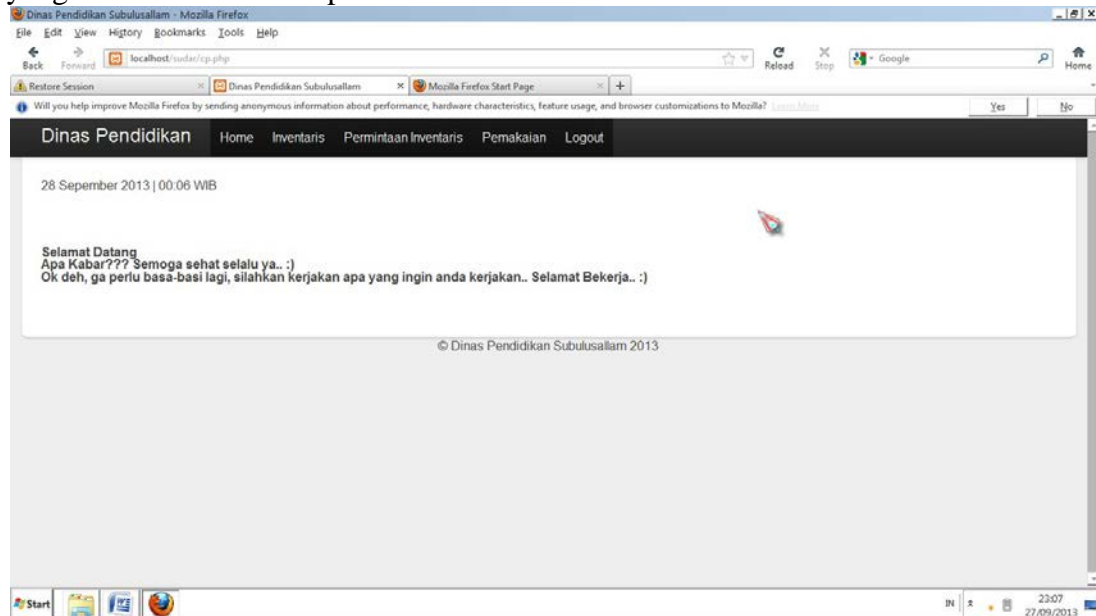 Dinas Pendidikan Subulusallam - Mozilla Firefox
File Edit View History Bookmarks Tools Help
Back Forward localhost/sudar/cp.php Reload Stop Google Home
Restore Session Dinas Pendidikan Subulusallam Mozilla Firefox Start Page
Will you help improve Mozilla Firefox by sending anonymous information about performance, hardware characteristics, feature usage, and browser customizations to Mozilla? Learn More Yes No
Dinas Pendidikan Home Inventaris Permintaan Inventaris Pemakaian Logout
28 Sepember 2013 | 00:06 WIB
Selamat Datang
Apa Kabar??? Semoga sehat selalu ya.. :)
Ok deh, ga perlu basa-basi lagi, silahkan kerjakan apa yang ingin anda kerjakan.. Selamat Bekerja.. :)
© Dinas Pendidikan Subulusallam 2013
Start IN 23:07
27/09/2013